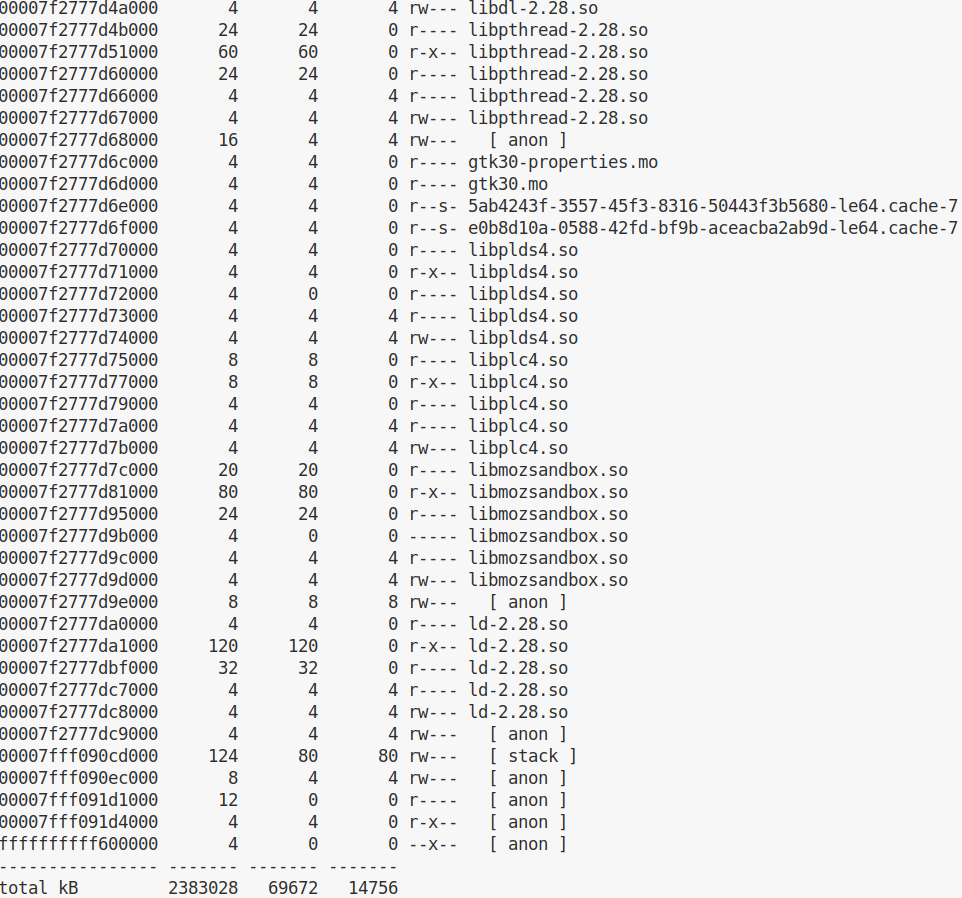 00007f2777d4a000 4 4 4 rw--- libdl-2.28.so
00007f2777d4b000 24 24 0 r---- libpthread-2.28.so
00007f2777d51000 60 60 0 r-x-- libpthread-2.28.so
00007f2777d60000 24 24 0 r---- libpthread-2.28.so
00007f2777d66000 4 4 4 r---- libpthread-2.28.so
00007f2777d67000 4 4 4 rw--- libpthread-2.28.so
00007f2777d68000 16 4 4 rw--- [ anon ]
00007f2777d6c000 4 4 0 r---- gtk30-properties.mo
00007f2777d6d000 4 4 0 r---- gtk30.mo
00007f2777d6e000 4 4 0 r--s- 5ab4243f-3557-45f3-8316-50443f3b5680-le64.cache-7
00007f2777d6f000 4 4 0 r--s- e0b8d10a-0588-42fd-bf9b-aceacba2ab9d-le64.cache-7
00007f2777d70000 4 4 0 r---- libplds4.so
00007f2777d71000 4 4 0 r-x-- libplds4.so
00007f2777d72000 4 0 0 r---- libplds4.so
00007f2777d73000 4 4 4 r---- libplds4.so
00007f2777d74000 4 4 4 rw--- libplds4.so
00007f2777d75000 8 8 0 r---- libplc4.so
00007f2777d77000 8 8 0 r-x-- libplc4.so
00007f2777d79000 4 4 0 r---- libplc4.so
00007f2777d7a000 4 4 4 r---- libplc4.so
00007f2777d7b000 4 4 4 rw--- libplc4.so
00007f2777d7c000 20 20 0 r---- libmozsandbox.so
00007f2777d81000 80 80 0 r-x-- libmozsandbox.so
00007f2777d95000 24 24 0 r---- libmozsandbox.so
00007f2777d9b000 4 0 0 ----- libmozsandbox.so
00007f2777d9c000 4 4 4 r---- libmozsandbox.so
00007f2777d9d000 4 4 4 rw--- libmozsandbox.so
00007f2777d9e000 8 8 8 rw--- [ anon ]
00007f2777da0000 4 4 0 r---- ld-2.28.so
00007f2777da1000 120 120 0 r-x-- ld-2.28.so
00007f2777dbf000 32 32 0 r---- ld-2.28.so
00007f2777dc7000 4 4 4 r---- ld-2.28.so
00007f2777dc8000 4 4 4 rw--- ld-2.28.so
00007f2777dc9000 4 4 4 rw--- [ anon ]
00007fff090cd000 124 80 80 rw--- [ stack ]
00007fff090ec000 8 4 4 rw--- [ anon ]
00007fff091d1000 12 0 0 r---- [ anon ]
00007fff091d4000 4 4 0 r-x-- [ anon ]
ffffffffff600000 4 0 0 --x-- [ anon ]
---------------- ------- ------- -------
total kB 2383028 69672 14756